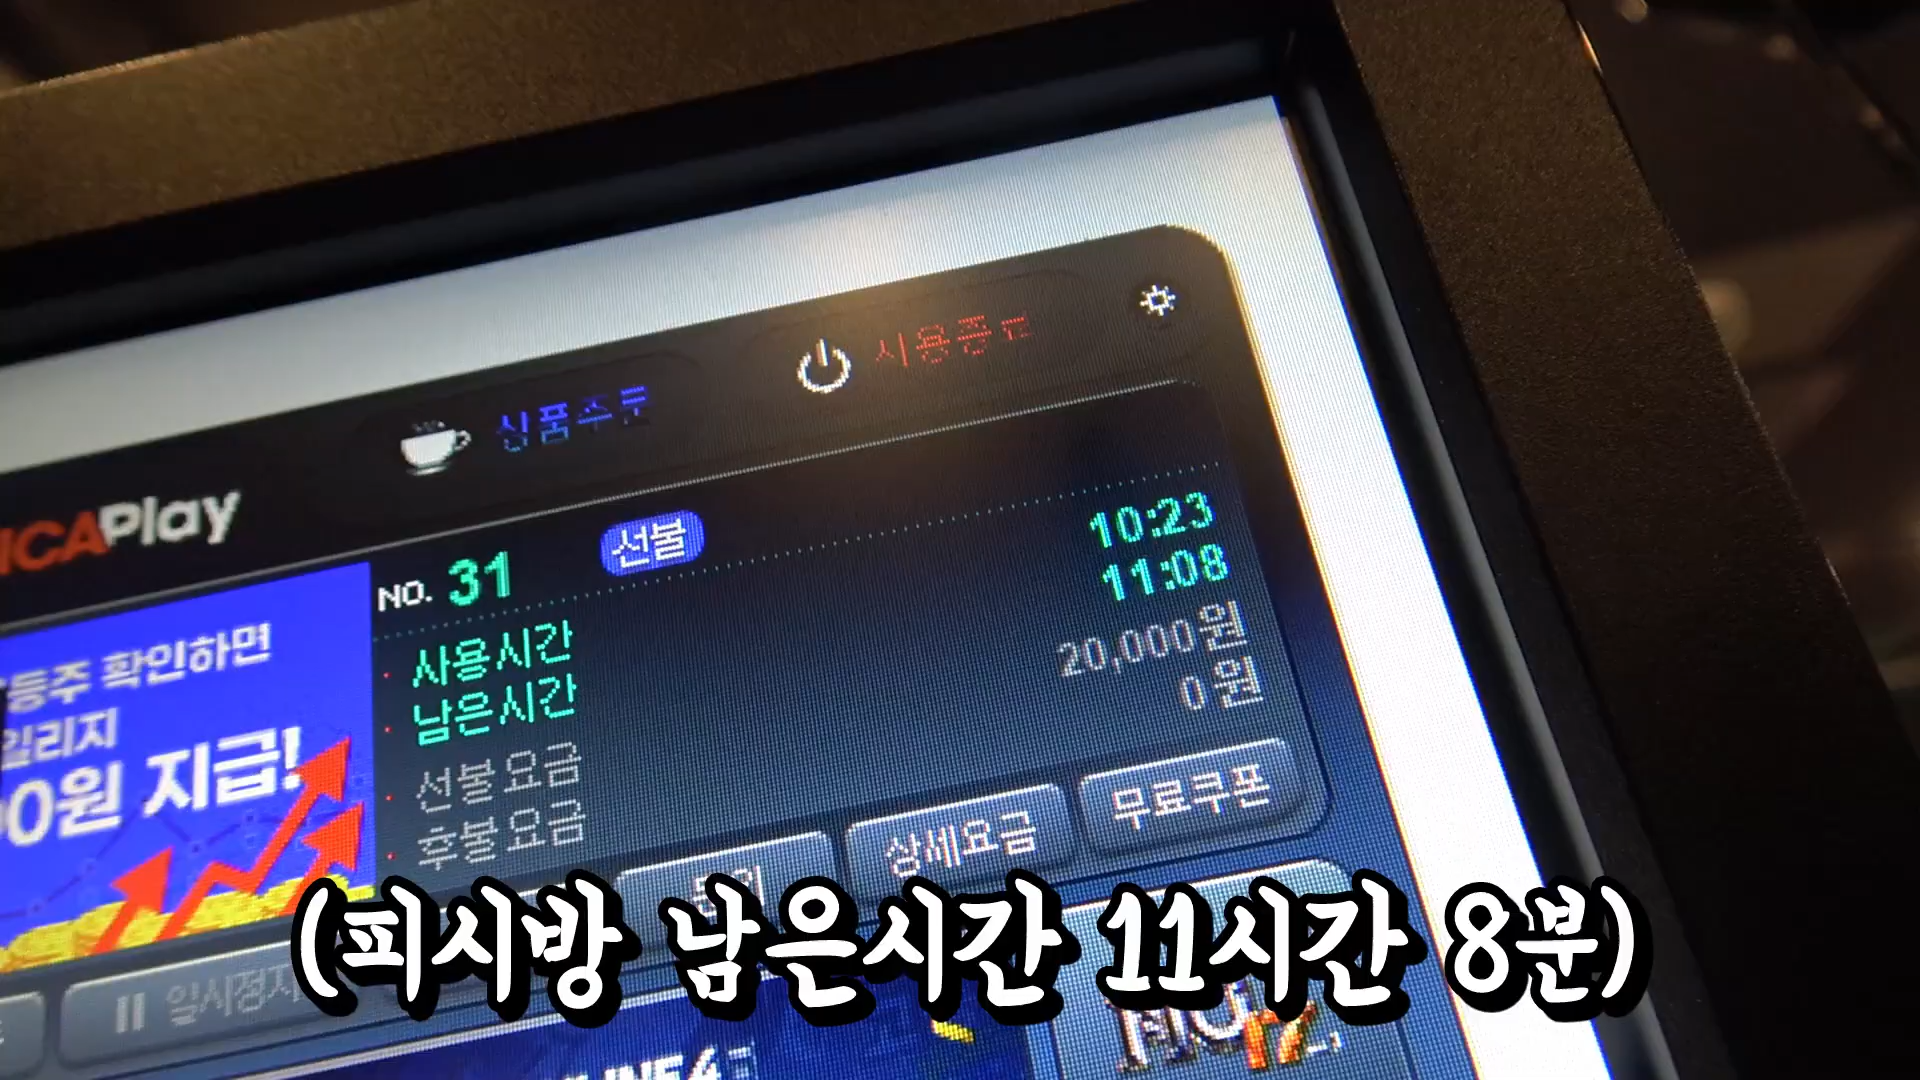 상품주문
사용종료
ICAPlay
NO. 31
선불
10:23
11:08
사용시간
남은시간
20,000원
0원
선불요금
후불요금
등주 확인하면
일리지
0원 지급!
상세요금
무료쿠폰
일시정지
(피시방 남은시간 11시간 8분)